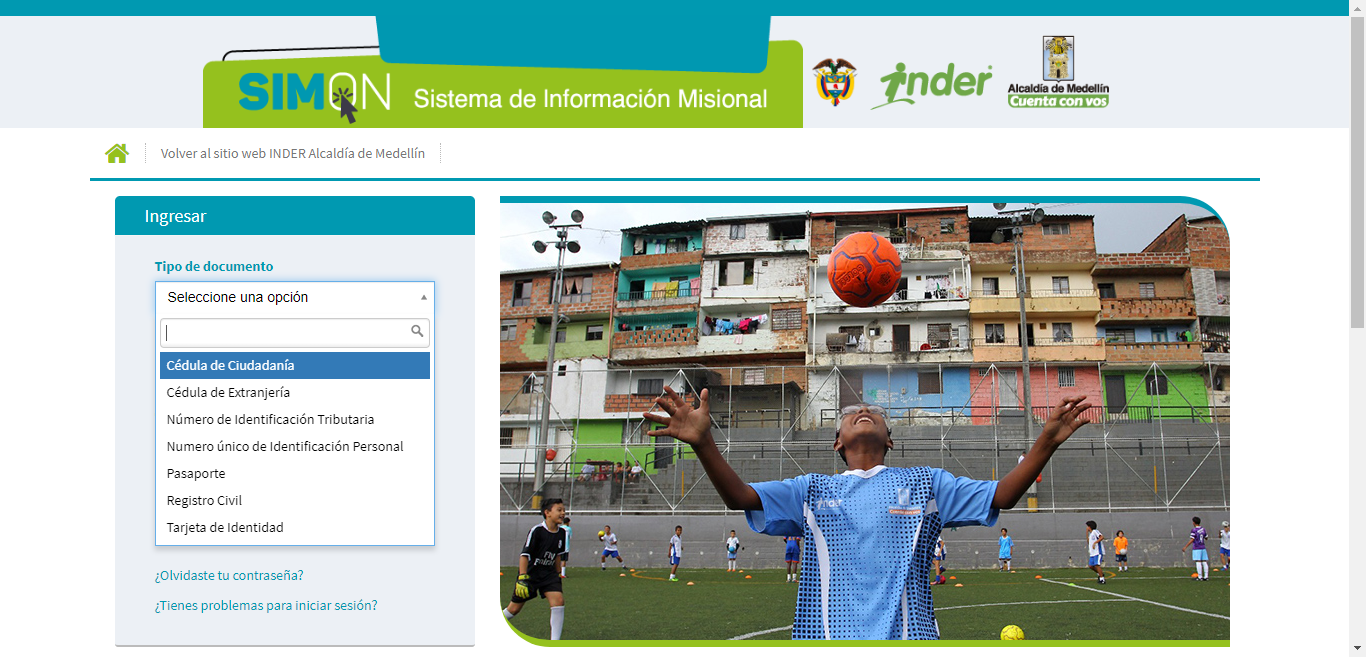 SIMON Sistema de Información Misional
inder
Alcaldía de Medellín
Cuenta con vos
Volver al sitio web INDER Alcaldía de Medellín
Ingresar
Tipo de documento
Seleccione una opción
Cédula de Ciudadanía
Cédula de Extranjería
Número de Identificación Tributaria
Numero único de Identificación Personal
Pasaporte
Registro Civil
Tarjeta de Identidad
¿Olvidaste tu contraseña?
¿Tienes problemas para iniciar sesión?
inder
Fly